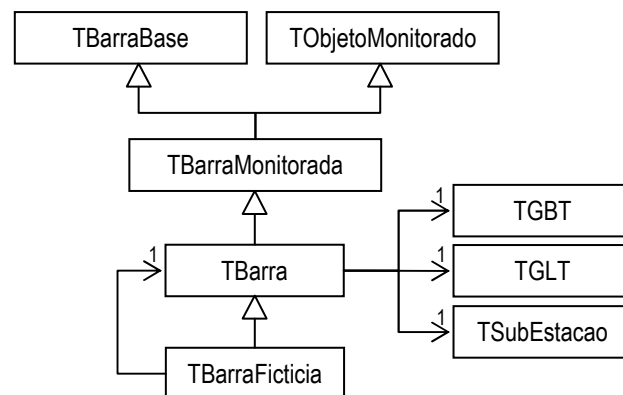 TBarraBase
TObjetoMonitorado
TBarraMonitorada
1
TGBT
1
TBarra
1
TGLT
1
TSubEstacao
TBarraFicticia